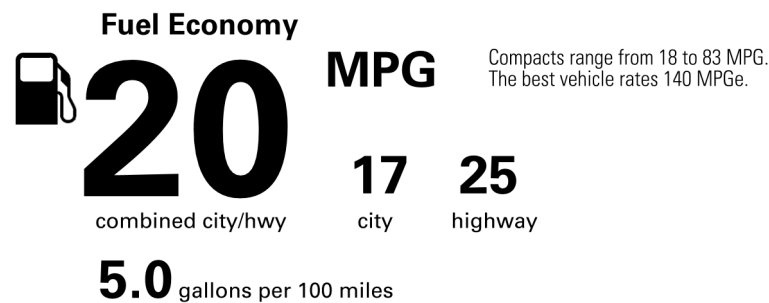 Fuel Economy
20 MPG
Compacts range from 18 to 83 MPG.
The best vehicle rates 140 MPGe.
17 25
combined city/hwy city highway
5.0 gallons per 100 miles